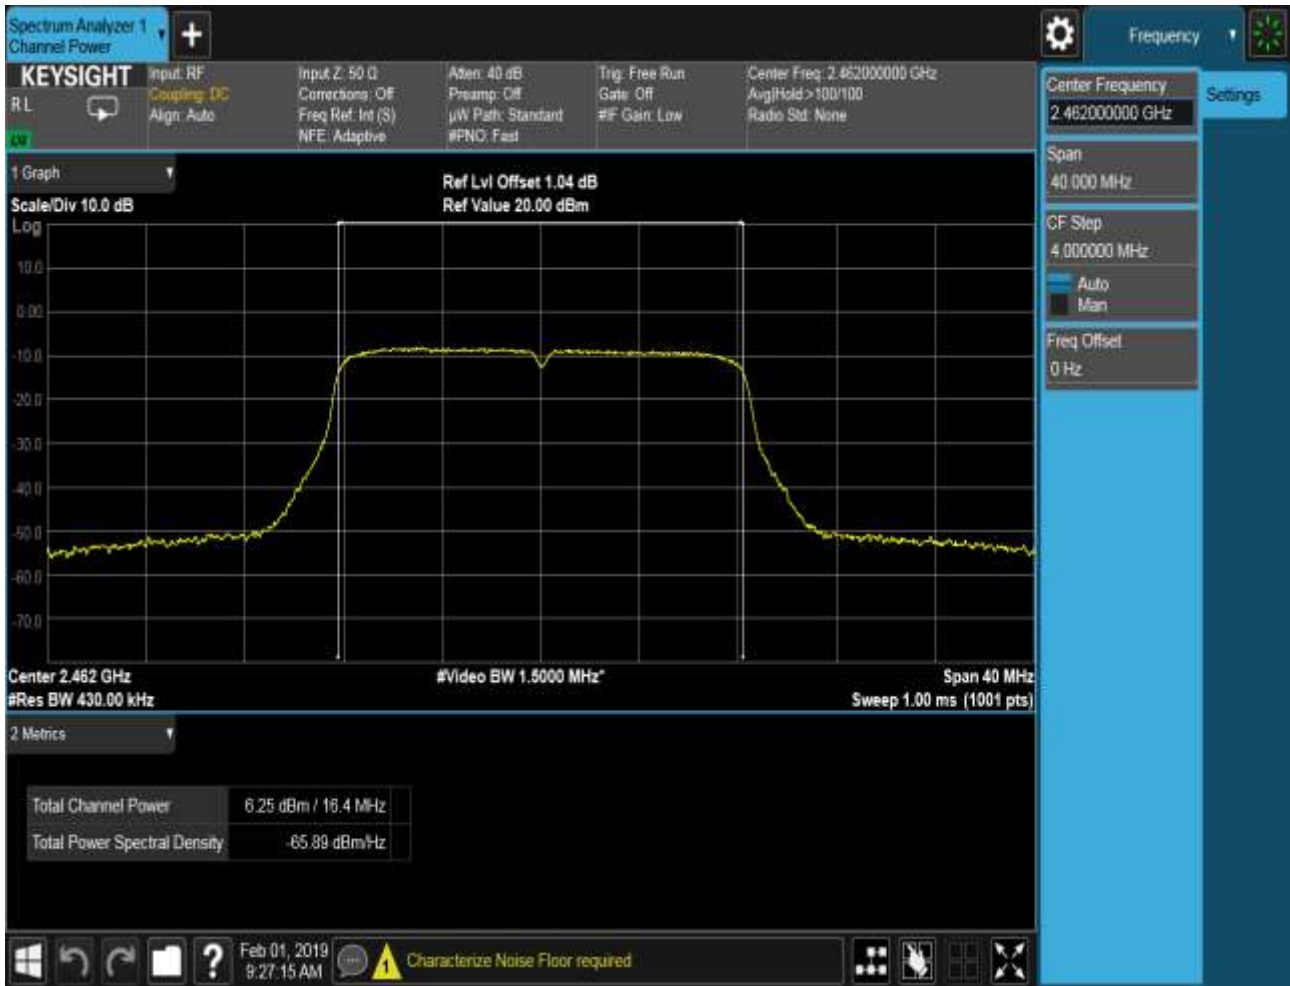 Spectrum Analyzer 1
Channel Power
Frequency
KEYSIGHT
R L
LXI
Input: RF
Coupling: DC
Align: Auto
Input Z: 50 Ω
Corrections: Off
Freq Ref: Int (S)
NFE: Adaptive
Atten: 40 dB
Preamp: Off
µW Path: Standard
#PNO: Fast
Trig: Free Run
Gate: Off
#IF Gain: Low
Center Freq: 2.462000000 GHz
Avg|Hold:>100/100
Radio Std: None
Center Frequency
2.462000000 GHz
Settings
Span
40.000 MHz
CF Step
4.000000 MHz
Auto
Man
Freq Offset
0 Hz
1 Graph
Scale/Div 10.0 dB
Ref Lvl Offset 1.04 dB
Ref Value 20.00 dBm
Log
10.0
0.00
-10.0
-20.0
-30.0
-40.0
-50.0
-60.0
-70.0
Center 2.462 GHz
#Video BW 1.5000 MHz*
Span 40 MHz
#Res BW 430.00 kHz
Sweep 1.00 ms (1001 pts)
2 Metrics
Total Channel Power 6.25 dBm / 16.4 MHz
Total Power Spectral Density -65.89 dBm/Hz
?
Feb 01, 2019
9:27:15 AM
1
Characterize Noise Floor required